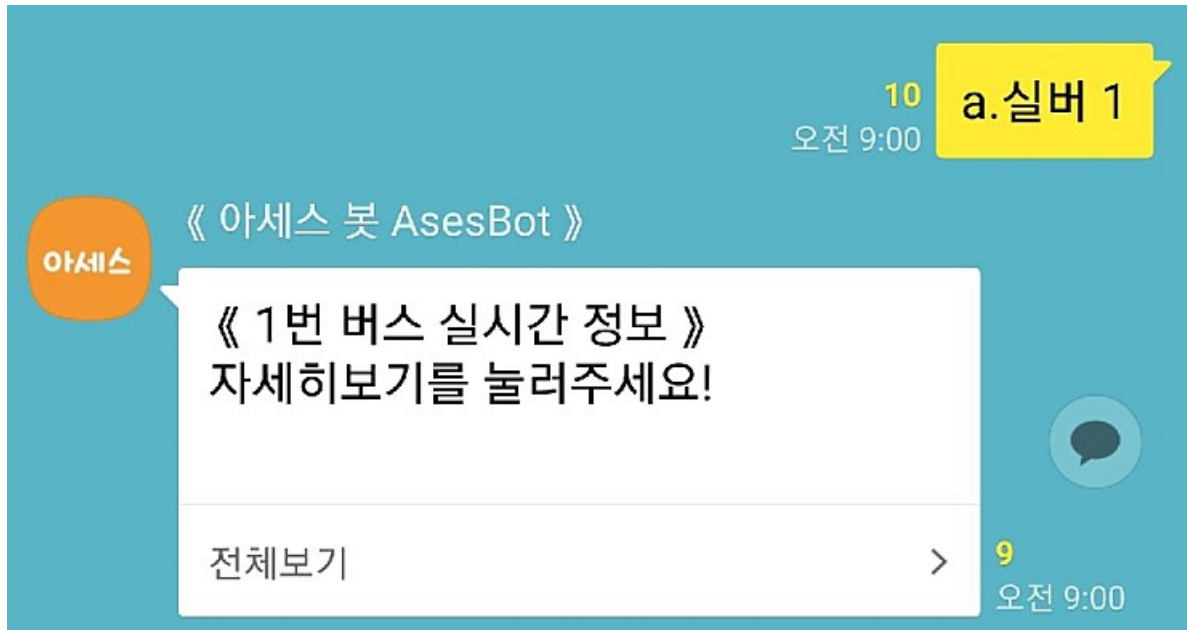 a.실버 1
10
오전 9:00
아세스
《 아세스 봇 AsesBot 》
《 1번 버스 실시간 정보 》
자세히보기를 눌러주세요!
전체보기 >
9
오전 9:00